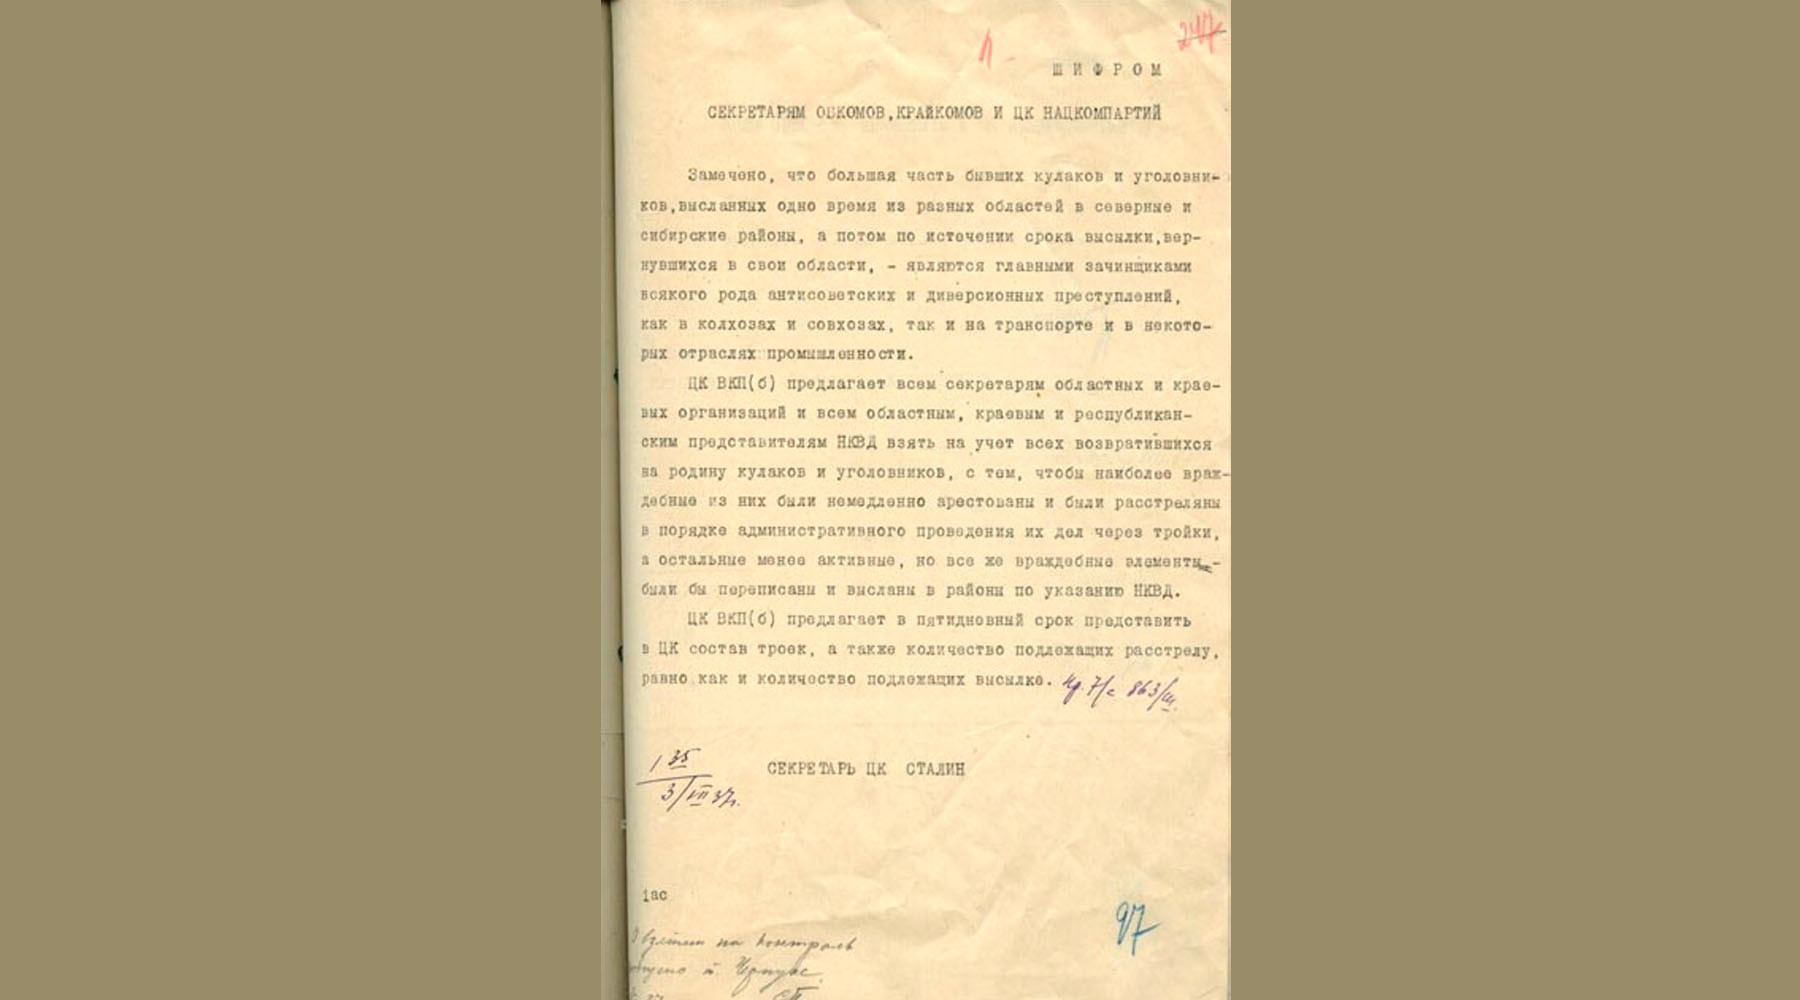 247
Ш И Ф Р О М
СЕКРЕТАРЯМ ОБКОМОВ, КРАЙКОМОВ И ЦК НАЦКОМПАРТИЙ
Замечено, что большая часть бывших кулаков и уголовни-
ков, высланных одно время из разных областей в северные и
сибирские районы, а потом по истечении срока высылки, вер-
нувшихся в свои области, - являются главными зачинщиками
всякого рода антисоветских и диверсионных преступлений,
как в колхозах и совхозах, так и на транспорте и в некото-
рых отраслях промышленности.
ЦК ВКП(б) предлагает всем секретарям областных и крае-
вых организаций и всем областным, краевым и республикан-
ским представителям НКВД взять на учет всех возвратившихся
на родину кулаков и уголовников, с тем, чтобы наиболее враж-
дебные из них были немедленно арестованы и были расстреляны
в порядке административного проведения их дел через тройки,
а остальные менее активные, но все же враждебные элементы -
были бы переписаны и высланы в районы по указанию НКВД.
ЦК ВКП(б) предлагает в пятидневный срок представить
в ЦК состав троек, а также количество подлежащих расстрелу,
равно как и количество подлежащих высылке.
863/ш.
СЕКРЕТАРЬ ЦК СТАЛИН
1 35
3/VII 37г.
1ас
97
на контроль